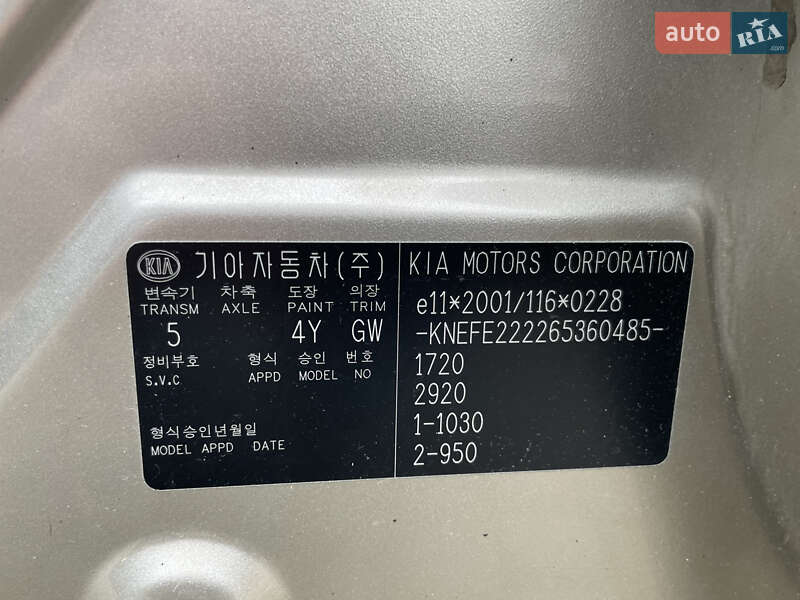 auto RIA.com
KIA 기아자동차(주)
변속기 차축 도장 의장
TRANSM AXLE PAINT TRIM
5 4Y GW
정비부호 형식 승인 번호
S.V.C APPD MODEL NO
형식승인년월일
MODEL APPD DATE
KIA MOTORS CORPORATION
e11*2001/116*0228
-KNEFE222265360485-
1720
2920
1-1030
2-950